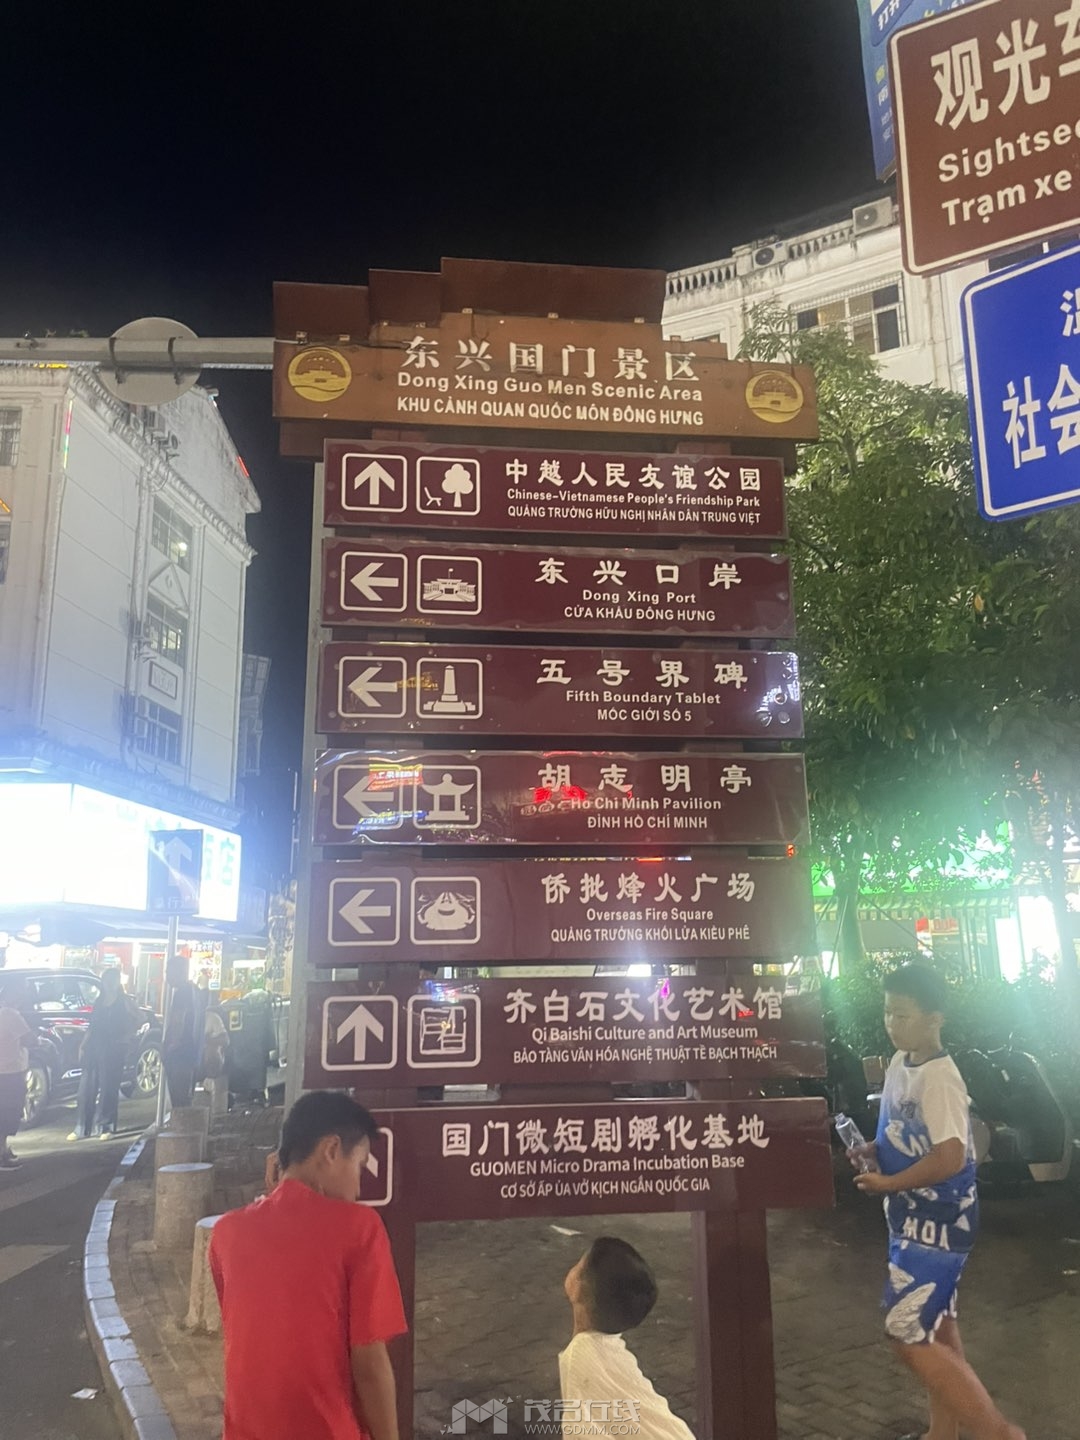 观光车
Sightsee
Trạm xe
社会
东兴国门景区
Dong Xing Guo Men Scenic Area
KHU CẢNH QUAN QUỐC MÔN ĐÔNG HƯNG
中越人民友谊公园
Chinese-Vietnamese People's Friendship Park
QUẢNG TRƯỜNG HỮU NGHỊ NHÂN DÂN TRUNG VIỆT
东兴口岸
Dong Xing Port
CỬA KHẨU ĐÔNG HƯNG
五号界碑
Fifth Boundary Tablet
MỐC GIỚI SỐ 5
胡志明亭
Ho Chi Minh Pavilion
ĐÌNH HỒ CHÍ MINH
侨批烽火广场
Overseas Fire Square
QUẢNG TRƯỜNG KHÓI LỬA KIỀU PHÊ
齐白石文化艺术馆
Qi Baishi Culture and Art Museum
BẢO TÀNG VĂN HÓA NGHỆ THUẬT TỀ BẠCH THẠCH
国门微短剧孵化基地
GUOMEN Micro Drama Incubation Base
CƠ SỞ ẤP ỦA VỞ KỊCH NGẮN QUỐC GIA
茂名在线
WWW.GDMM.COM